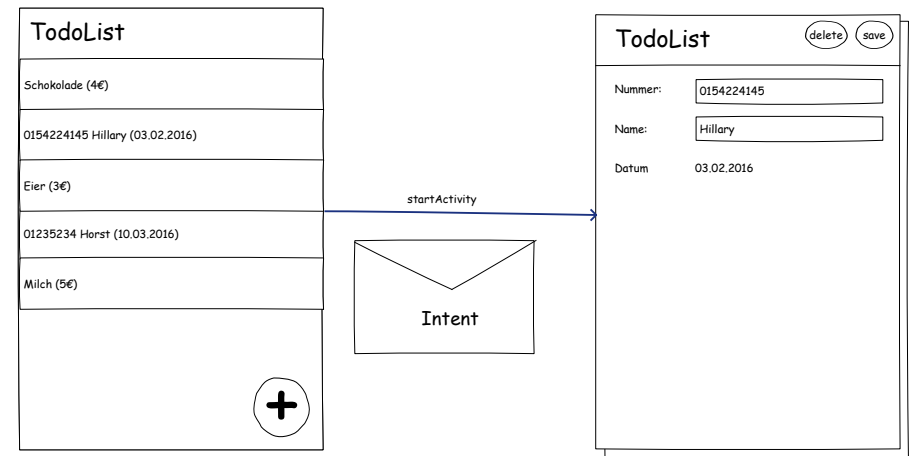 TodoList
Schokolade (4€)
0154224145 Hillary (03.02.2016)
Eier (3€)
01235234 Horst (10.03.2016)
Milch (5€)
startActivity
Intent
TodoList
delete
save
Nummer:
0154224145
Name:
Hillary
Datum
03.02.2016